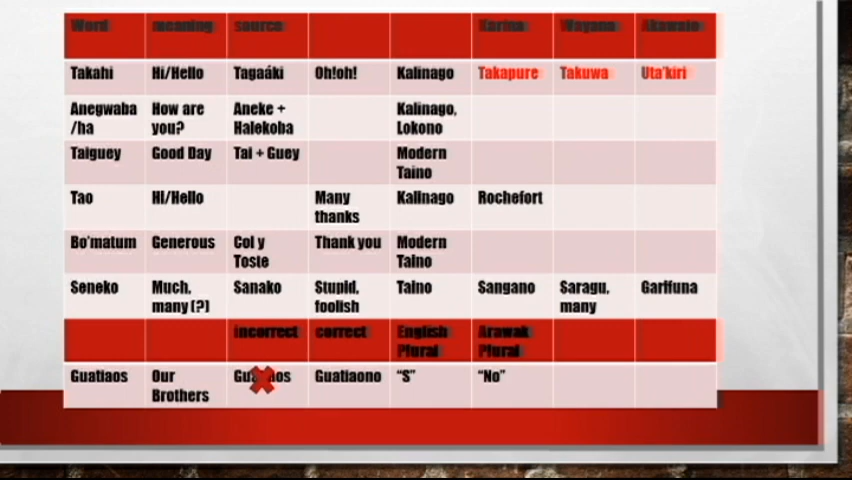 Word meaning source Karina Wayana Akawaio
Takahi Hi/Hello Tagaáki Oh!oh! Kalinago Takapure Takuwa Uta'kiri
Anegwaba How are Aneke + Kalinago,
/ha you? Halekoba Lokono
Taiguey Good Day Tai + Guey Modern
Taino
Tao Hi/Hello Many Kalinago Rochefort
thanks
Bo'matum Generous Col y Thank you Modern
Toste Taino
Seneko Much, Sanako Stupid, Taino Sangano Saragu, Garifuna
many (?) foolish many
incorrect correct English Arawak
Plural Plural
Guatiaos Our Guatiaos Guatiaono “S” “No”
Brothers